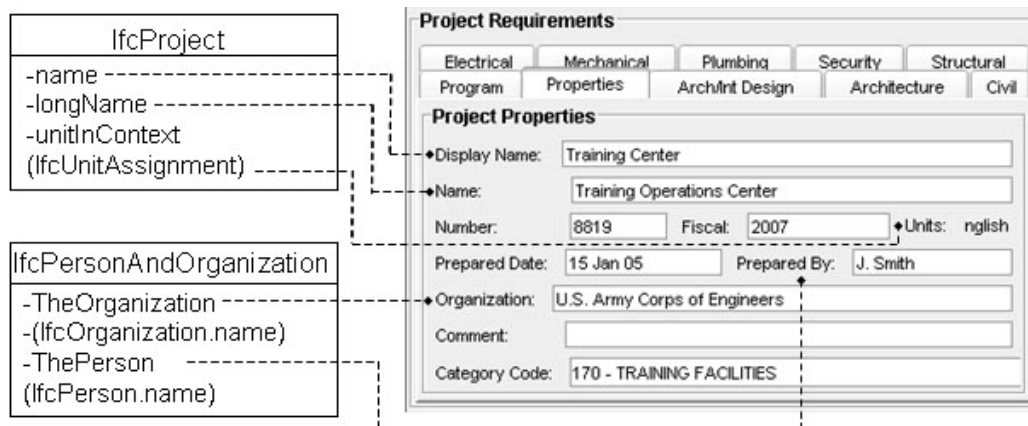 IfcProject
-name
-longName
-unitInContext
(IfcUnitAssignment)
IfcPersonAndOrganization
-TheOrganization
-(IfcOrganization.name)
-ThePerson
(IfcPerson.name)
Project Requirements
Electrical Mechanical Plumbing Security Structural
Program Properties Arch/Int Design Architecture Civil
Project Properties
Display Name: Training Center
Name: Training Operations Center
Number: 8819 Fiscal: 2007 Units: nglish
Prepared Date: 15 Jan 05 Prepared By: J. Smith
Organization: U.S. Army Corps of Engineers
Comment:
Category Code: 170 - TRAINING FACILITIES